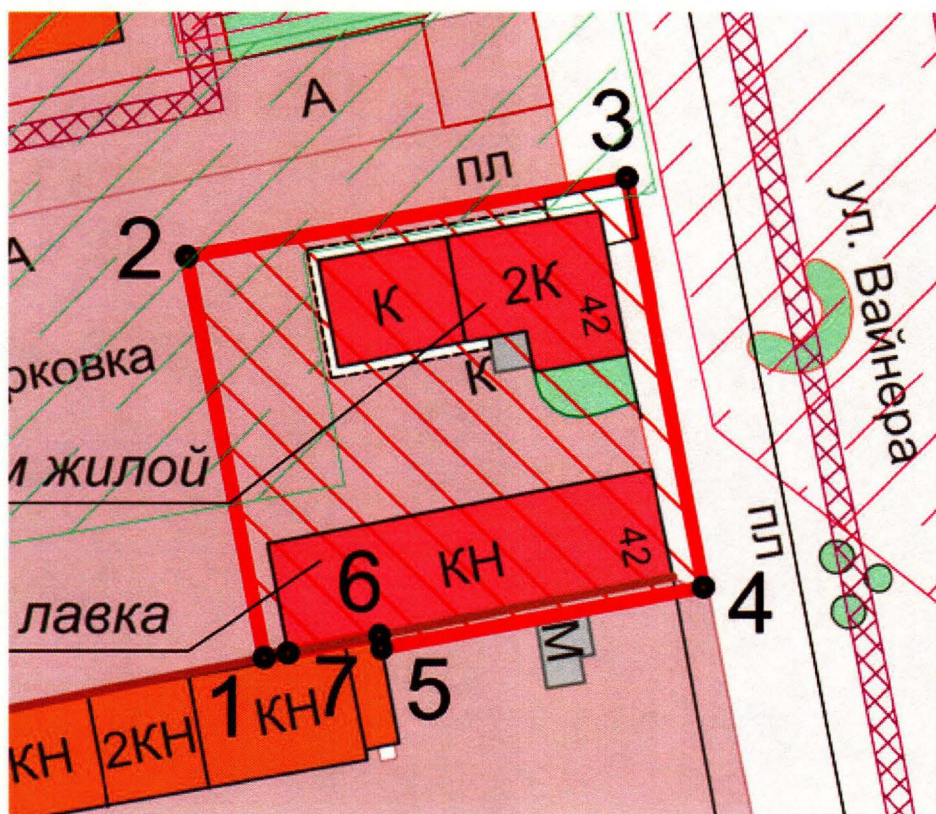 А
3
пл
2
А
ул. Вайнера
К
2К
42
рковка
К
м жилой
пл
42
6
КН
4
лавка
М
1
7
5
КН
2КН
КН